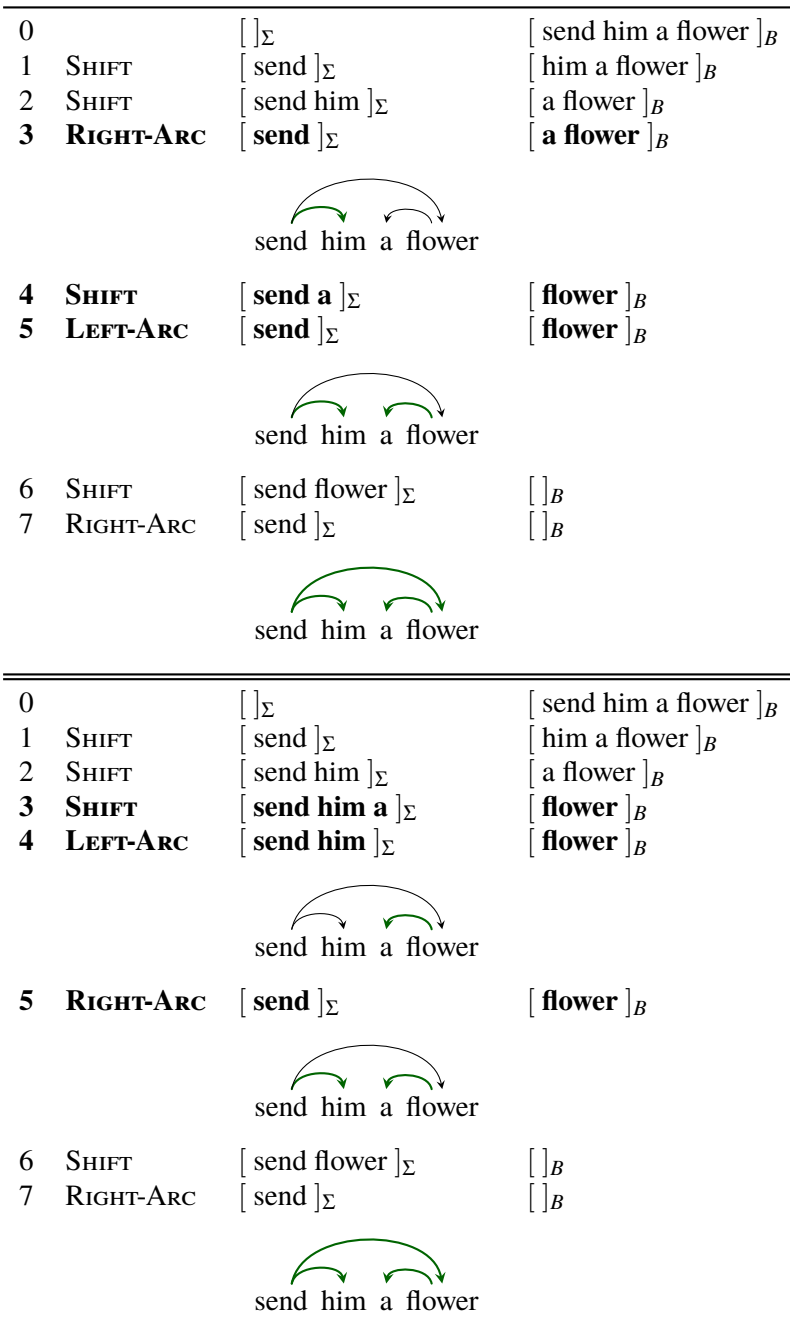 0 [ ]Σ [ send him a flower ]B
1 SHIFT [ send ]Σ [ him a flower ]B
2 SHIFT [ send him ]Σ [ a flower ]B
3 RIGHT-ARC [ send ]Σ [ a flower ]B
send him a flower
4 SHIFT [ send a ]Σ [ flower ]B
5 LEFT-ARC [ send ]Σ [ flower ]B
send him a flower
6 SHIFT [ send flower ]Σ [ ]B
7 RIGHT-ARC [ send ]Σ [ ]B
send him a flower
0 [ ]Σ [ send him a flower ]B
1 SHIFT [ send ]Σ [ him a flower ]B
2 SHIFT [ send him ]Σ [ a flower ]B
3 SHIFT [ send him a ]Σ [ flower ]B
4 LEFT-ARC [ send him ]Σ [ flower ]B
send him a flower
5 RIGHT-ARC [ send ]Σ [ flower ]B
send him a flower
6 SHIFT [ send flower ]Σ [ ]B
7 RIGHT-ARC [ send ]Σ [ ]B
send him a flower